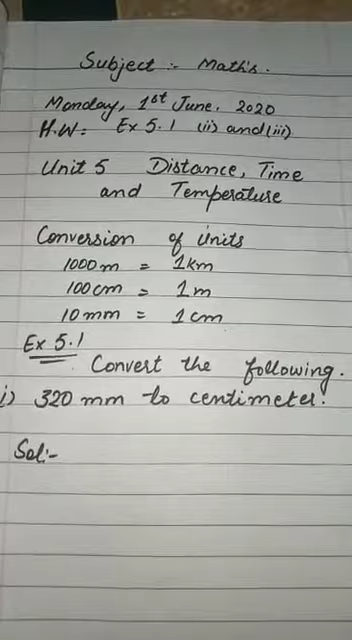 Subject :- Math's.
Monday, 1st June, 2020
H.W: Ex 5.1 (ii) and (iii)
Unit 5 Distance, Time
and Temperature
Conversion of Units
1000 m = 1 km
100 cm = 1 m
10 mm = 1 cm
Ex 5.1
Convert the following.
i) 320 mm to centimeter.
Sol:-